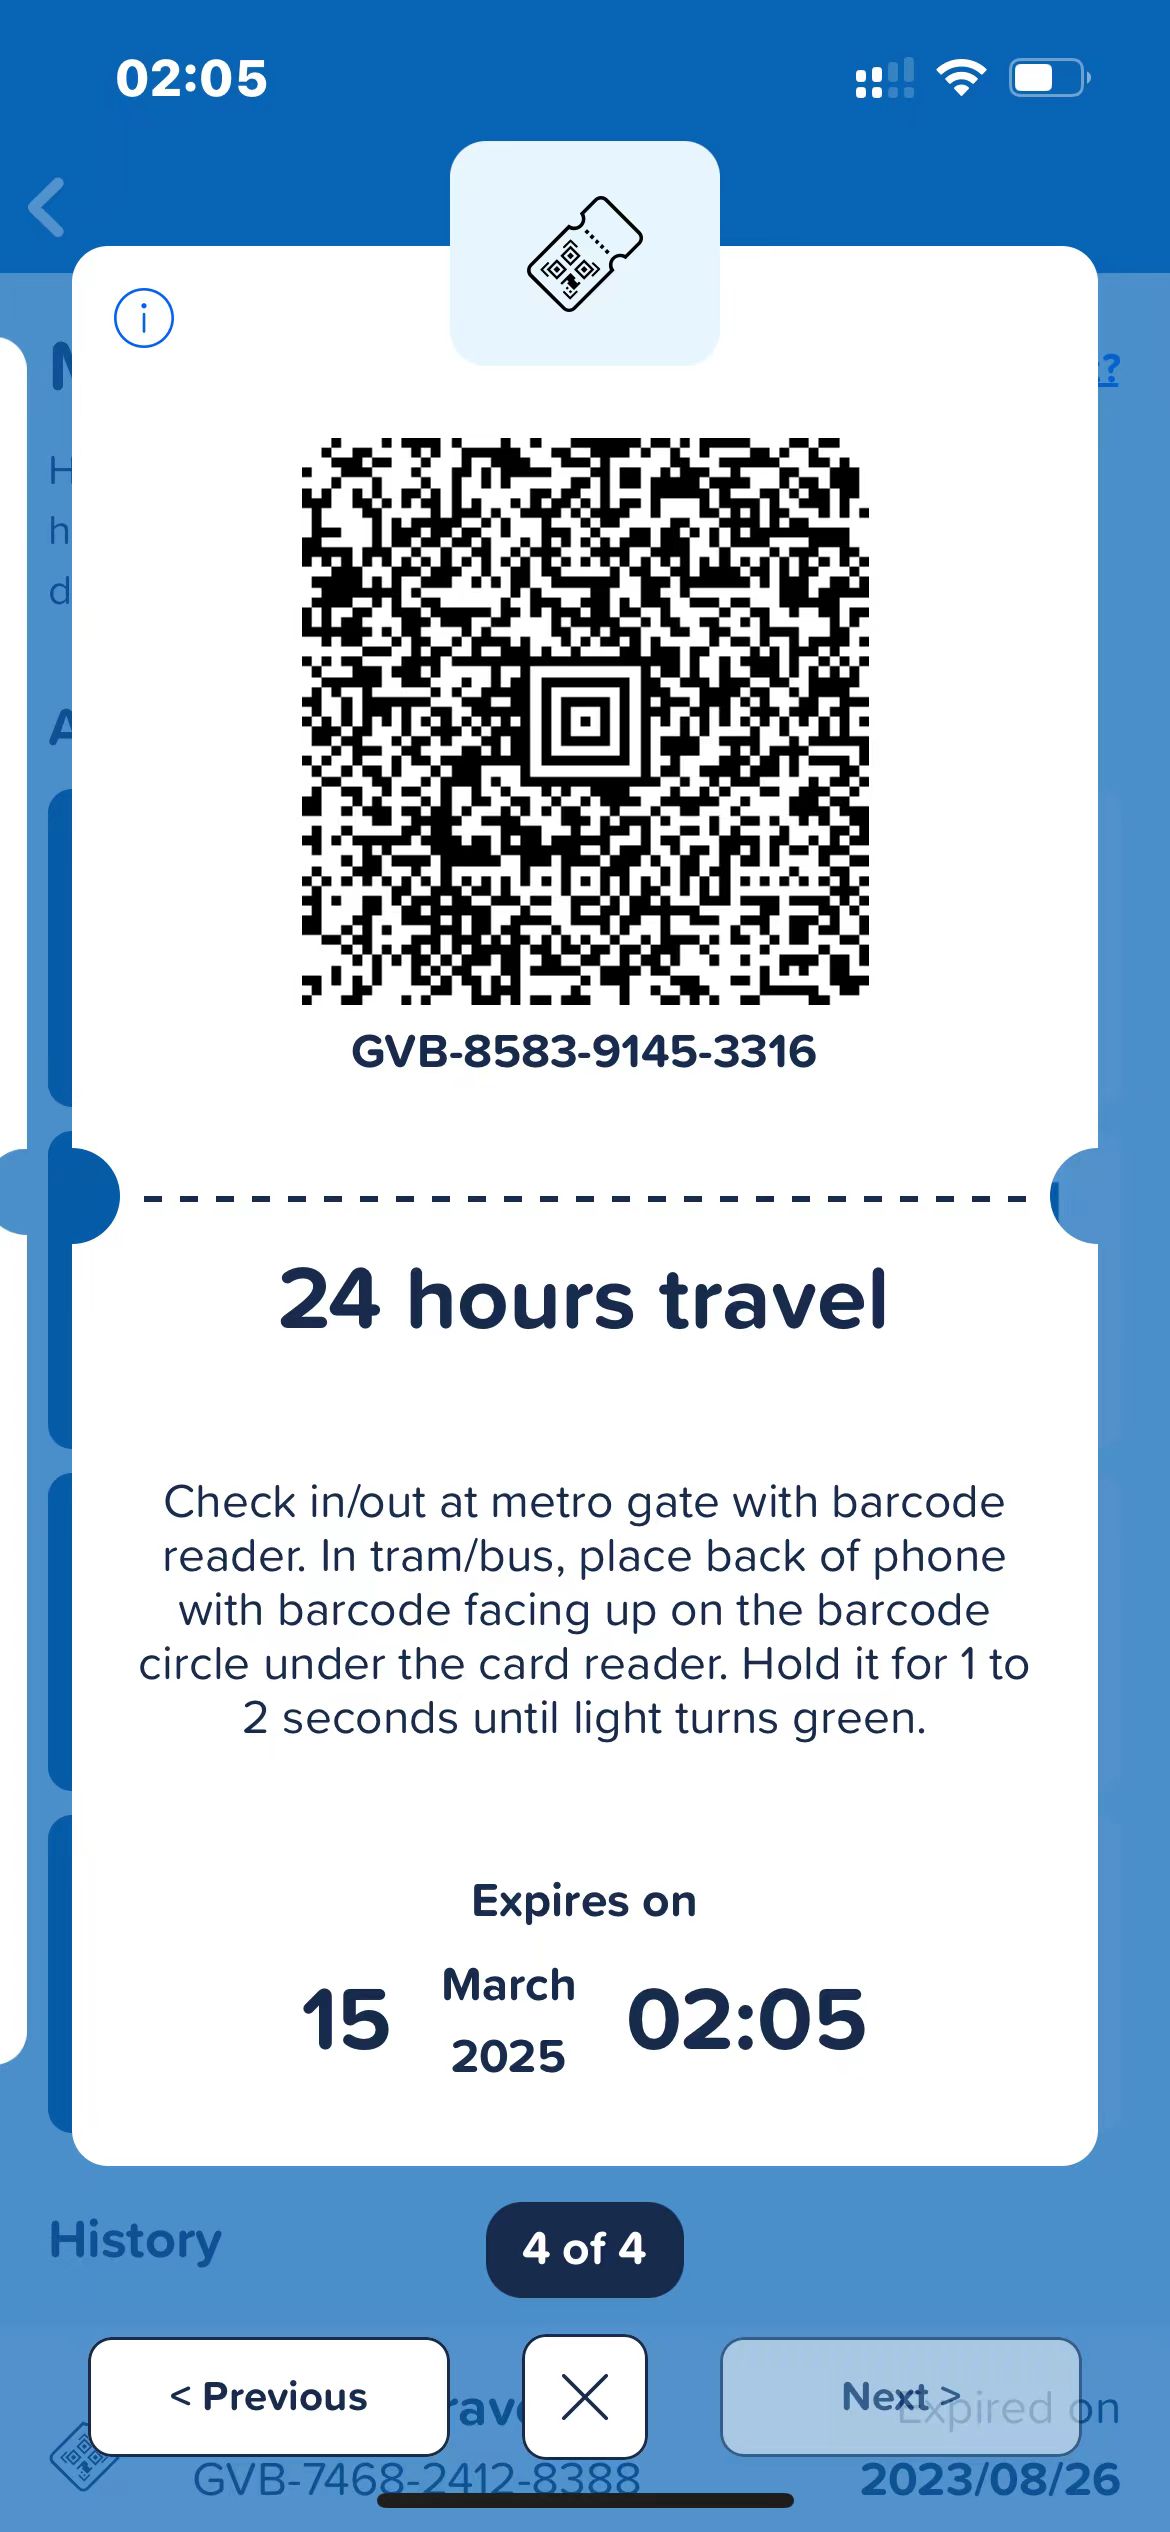 02:05
GVB-8583-9145-3316
24 hours travel
Check in/out at metro gate with barcode
reader. In tram/bus, place back of phone
with barcode facing up on the barcode
circle under the card reader. Hold it for 1 to
2 seconds until light turns green.
Expires on
15 March 2025 02:05
History
4 of 4
< Previous
Next >
Expired on
GVB-7468-2412-8388
2023/08/26